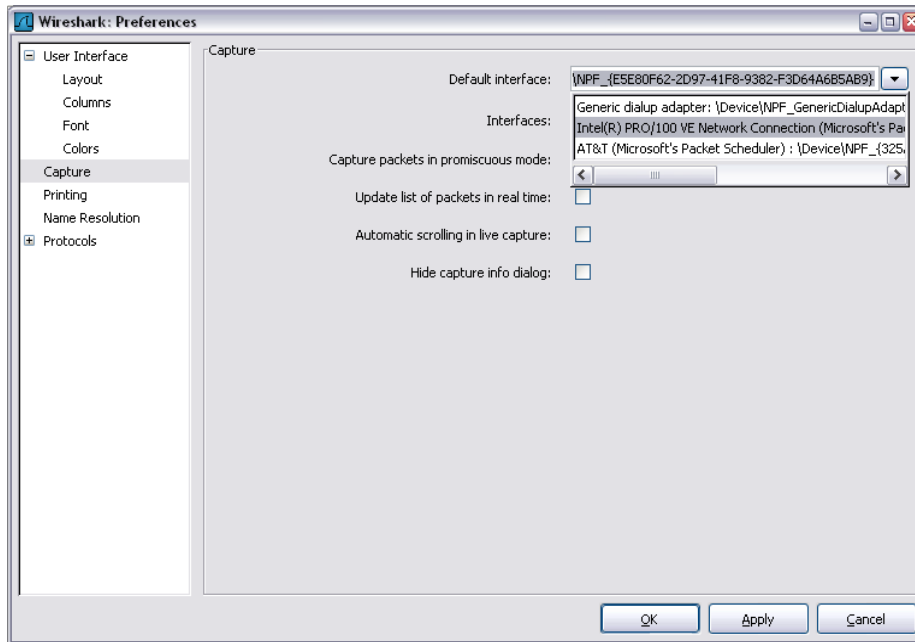 Wireshark: Preferences
User Interface
Layout
Columns
Font
Colors
Capture
Printing
Name Resolution
Protocols
Capture
Default interface: \NPF_{E5E80F62-2D97-41F8-9382-F3D64A6B5AB9}
Generic dialup adapter: \Device\NPF_GenericDialupAdapt
Interfaces:
Intel(R) PRO/100 VE Network Connection (Microsoft's Pa
AT&T (Microsoft's Packet Scheduler) : \Device\NPF_{325
Capture packets in promiscuous mode:
Update list of packets in real time:
Automatic scrolling in live capture:
Hide capture info dialog:
OK Apply Cancel